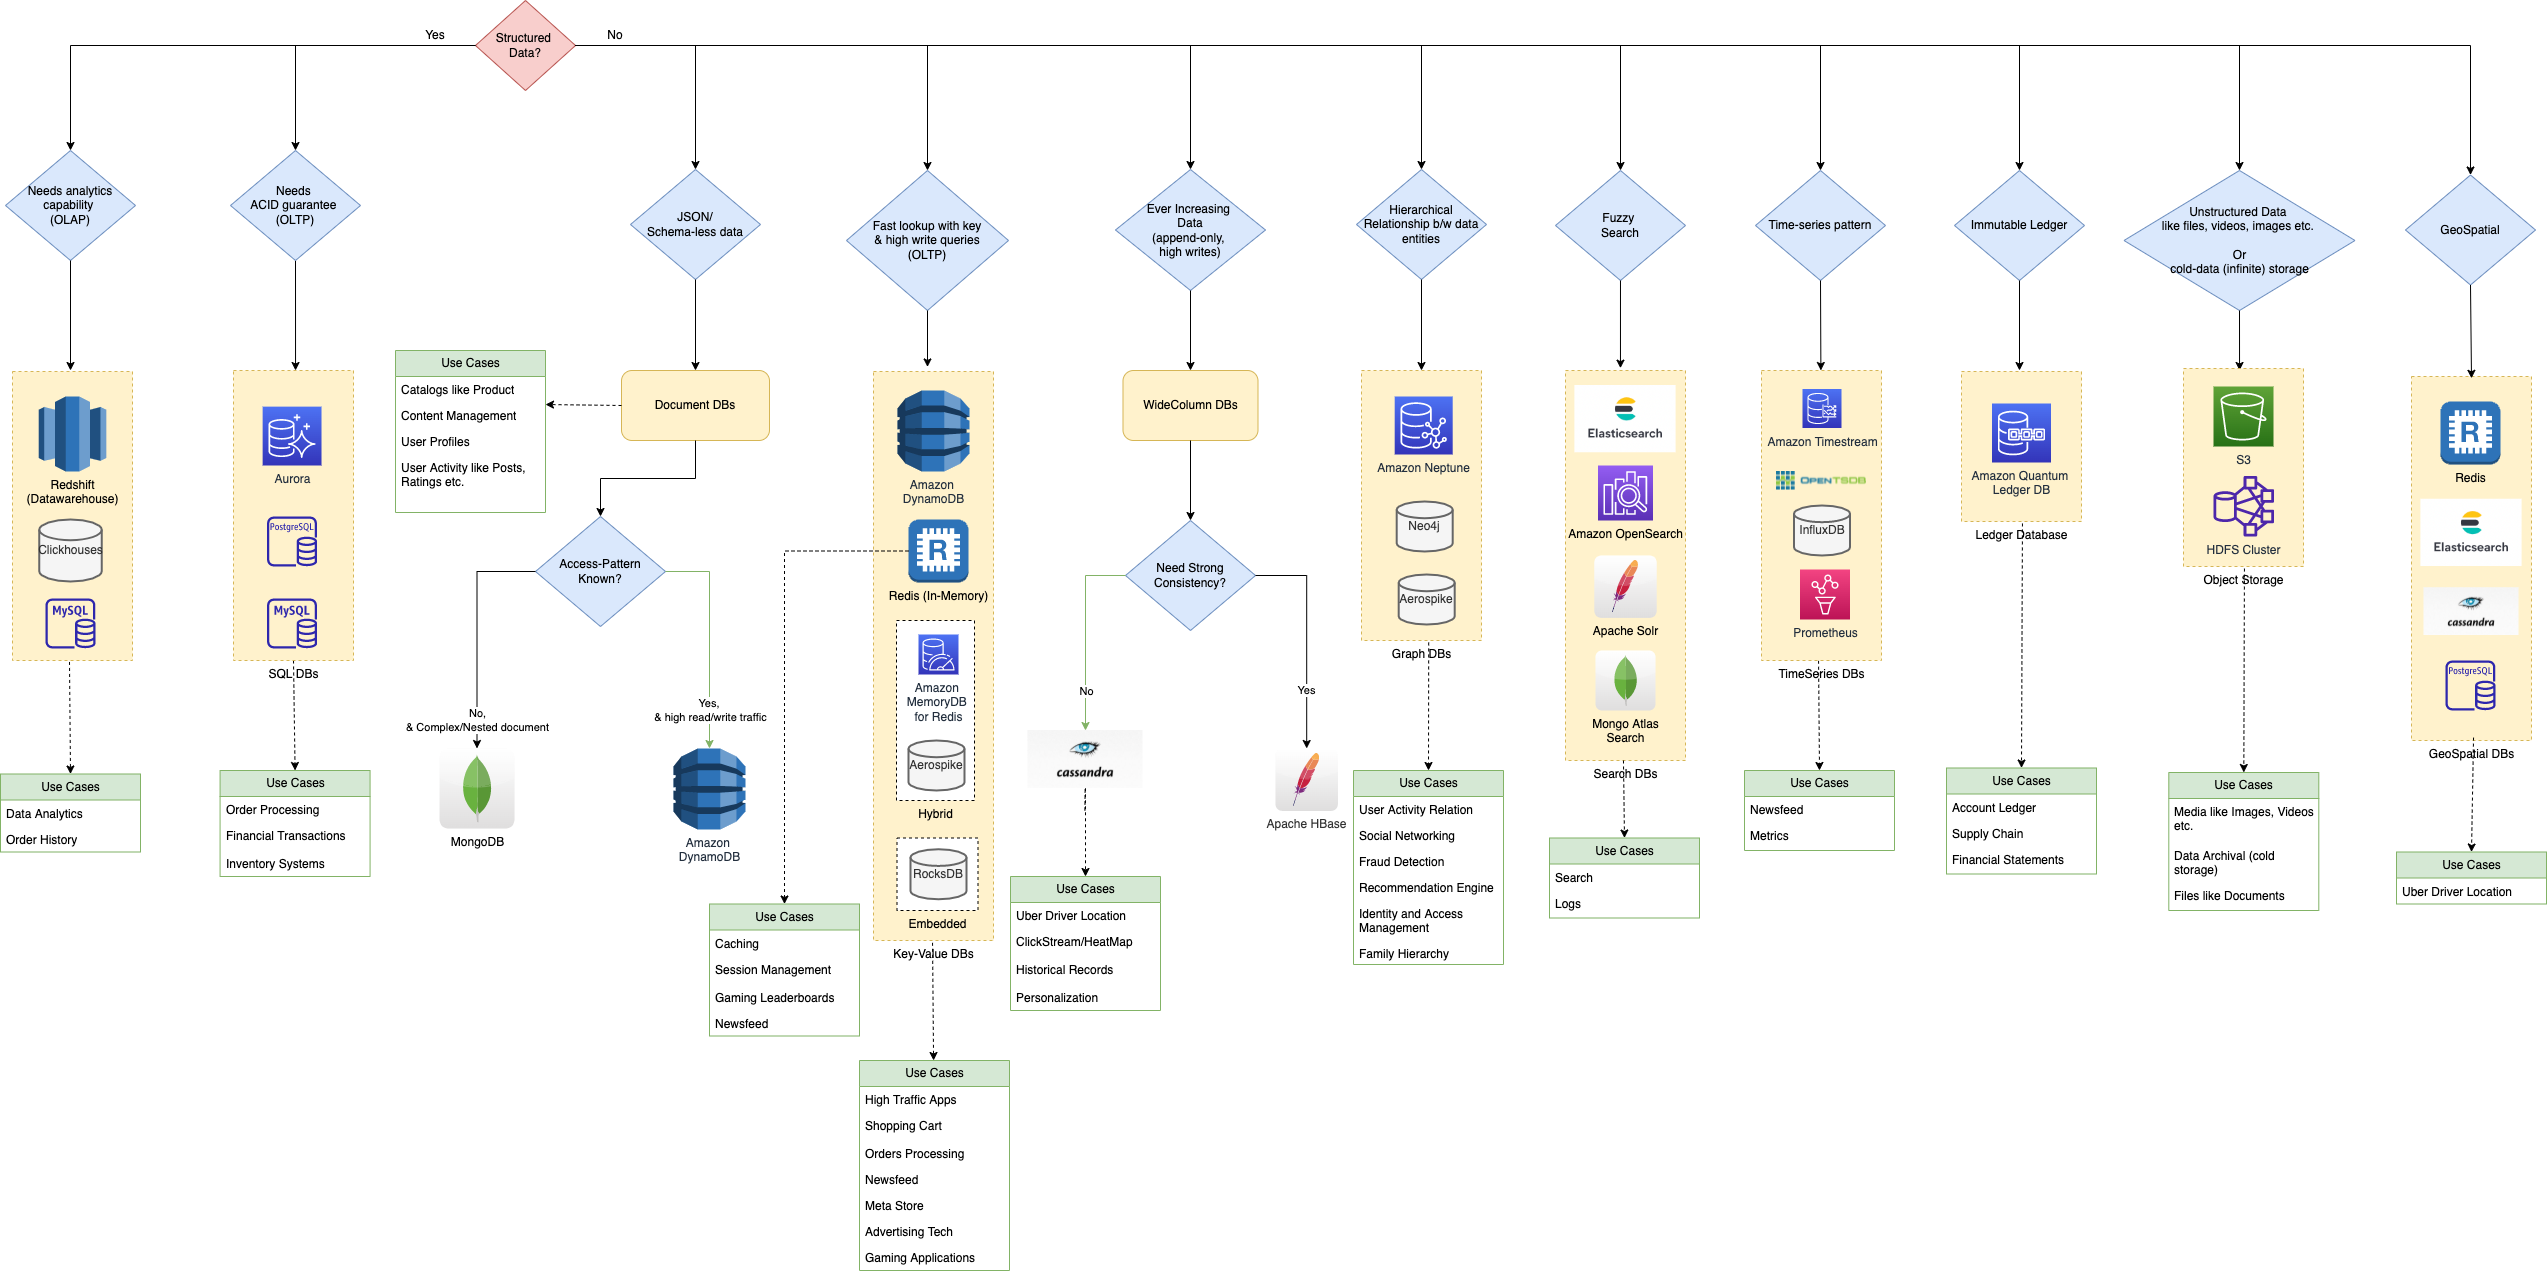 Yes
Structured
Data?
No
Needs analytics
capability
(OLAP)
Needs
ACID guarantee
(OLTP)
JSON/
Schema-less data
Fast lookup with key
& high write queries
(OLTP)
Ever Increasing
Data
(append-only,
high writes)
Hierarchical
Relationship b/w data
entities
Fuzzy
Search
Time-series pattern
Immutable Ledger
Unstructured Data
like files, videos, images etc.
Or
cold-data (infinite) storage
GeoSpatial
Redshift
(Datawarehouse)
Clickhouses
MySQL
Use Cases
Data Analytics
Order History
Aurora
PostgreSQL
MySQL
SQL DBs
Use Cases
Order Processing
Financial Transactions
Inventory Systems
Use Cases
Catalogs like Product
Content Management
User Profiles
User Activity like Posts,
Ratings etc.
Document DBs
Access-Pattern
Known?
No,
& Complex/Nested document
MongoDB
Yes,
& high read/write traffic
Amazon
DynamoDB
Amazon
DynamoDB
R
Redis (In-Memory)
Amazon
MemoryDB
for Redis
Aerospike
Hybrid
RocksDB
Embedded
Key-Value DBs
Use Cases
Caching
Session Management
Gaming Leaderboards
Newsfeed
Use Cases
High Traffic Apps
Shopping Cart
Orders Processing
Newsfeed
Meta Store
Advertising Tech
Gaming Applications
WideColumn DBs
Need Strong
Consistency?
No
Yes
cassandra
Apache HBase
Use Cases
Uber Driver Location
ClickStream/HeatMap
Historical Records
Personalization
Amazon Neptune
Neo4j
Aerospike
Graph DBs
Use Cases
User Activity Relation
Social Networking
Fraud Detection
Recommendation Engine
Identity and Access
Management
Family Hierarchy
Elasticsearch
Amazon OpenSearch
Apache Solr
Mongo Atlas
Search
Search DBs
Use Cases
Search
Logs
Amazon Timestream
OPENTSDB
InfluxDB
Prometheus
TimeSeries DBs
Use Cases
Newsfeed
Metrics
Amazon Quantum
Ledger DB
Ledger Database
Use Cases
Account Ledger
Supply Chain
Financial Statements
S3
HDFS Cluster
Object Storage
Use Cases
Media like Images, Videos
etc.
Data Archival (cold
storage)
Files like Documents
R
Redis
Elasticsearch
cassandra
PostgreSQL
GeoSpatial DBs
Use Cases
Uber Driver Location